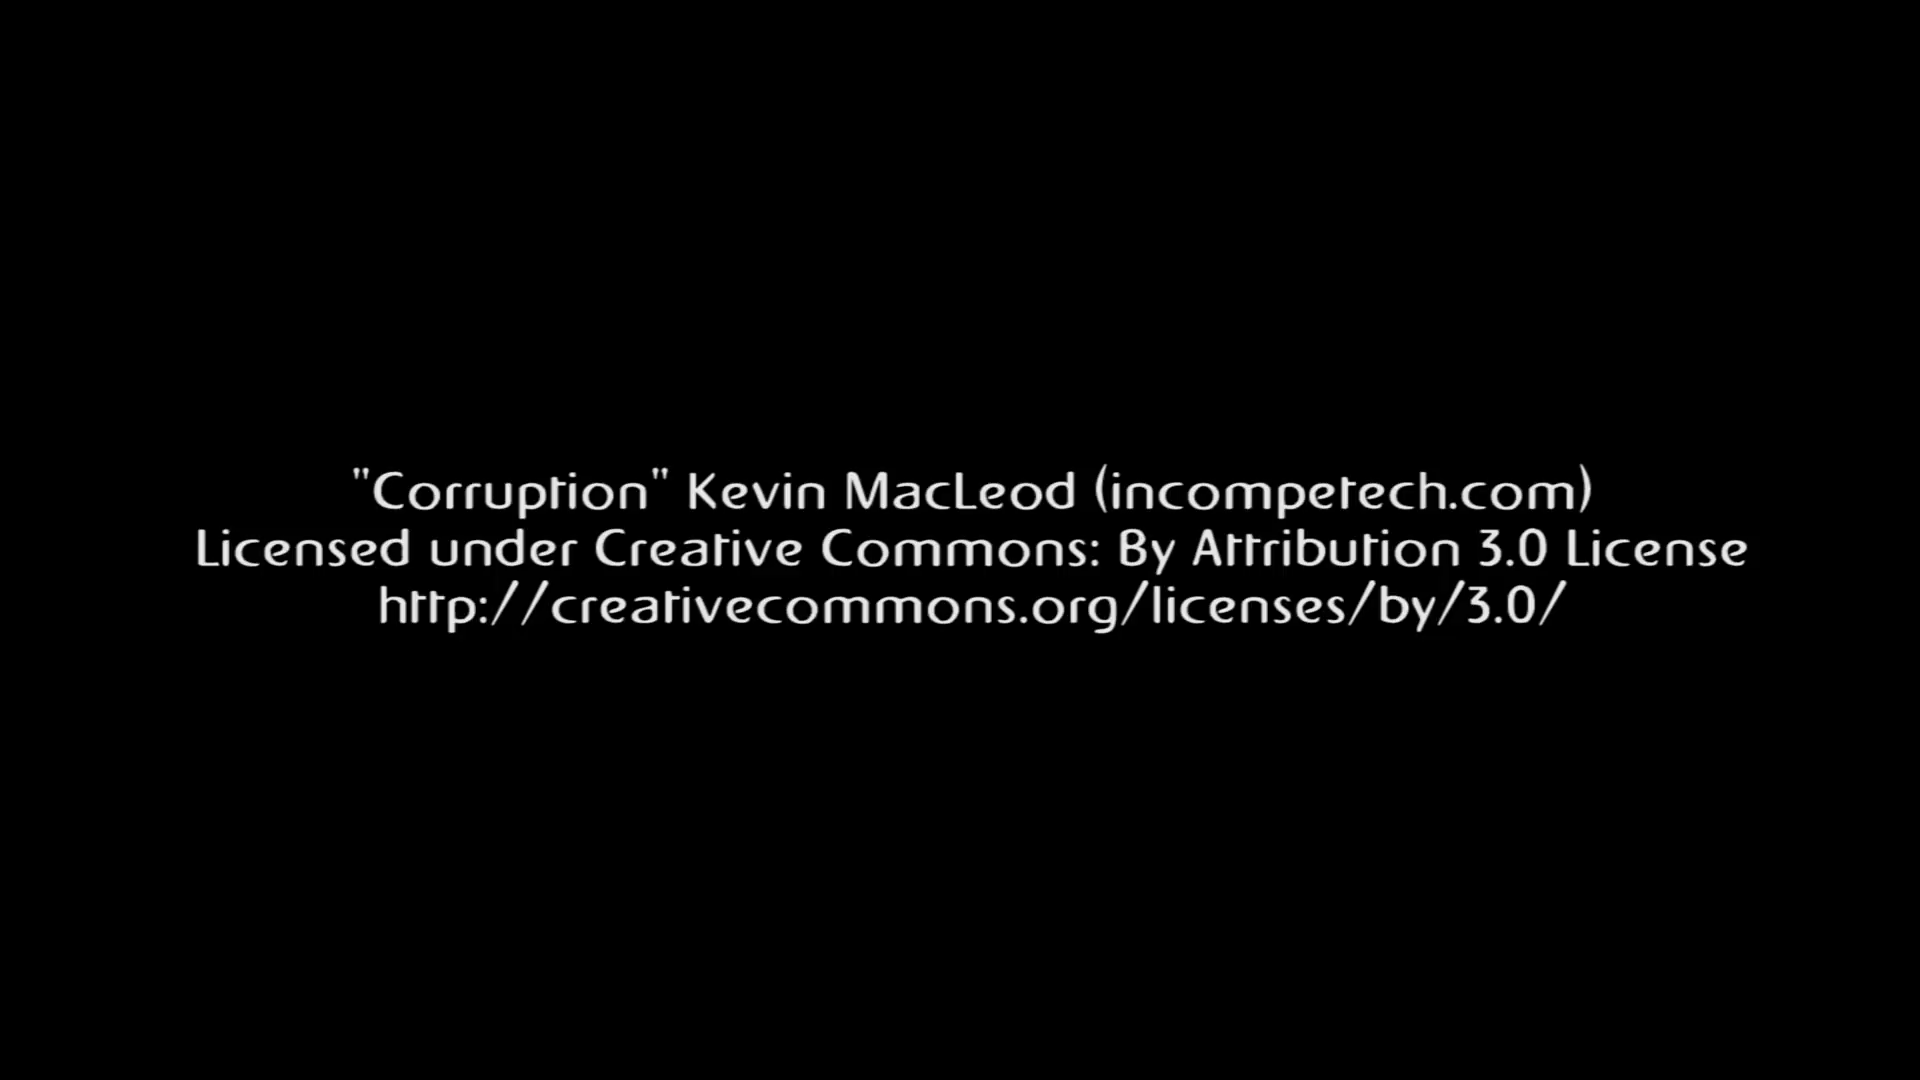 "Corruption" Kevin MacLeod (incompetech.com)
Licensed under Creative Commons: By Attribution 3.0 License
http://creativecommons.org/licenses/by/3.0/